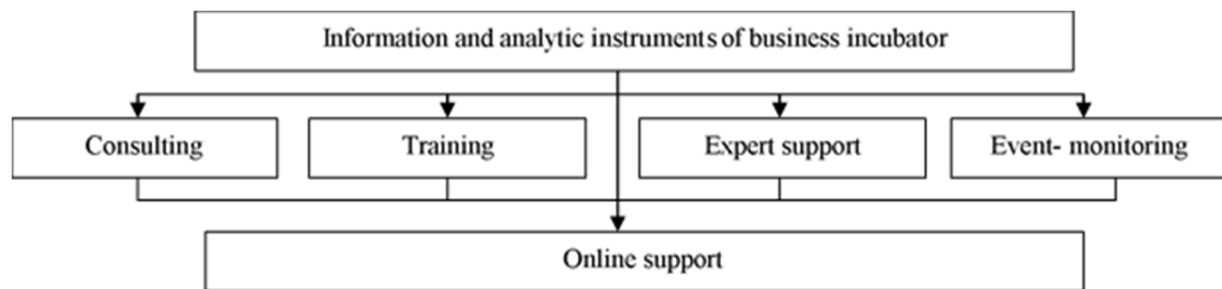 Information and analytic instruments of business incubator
Consulting
Training
Expert support
Event- monitoring
Online support